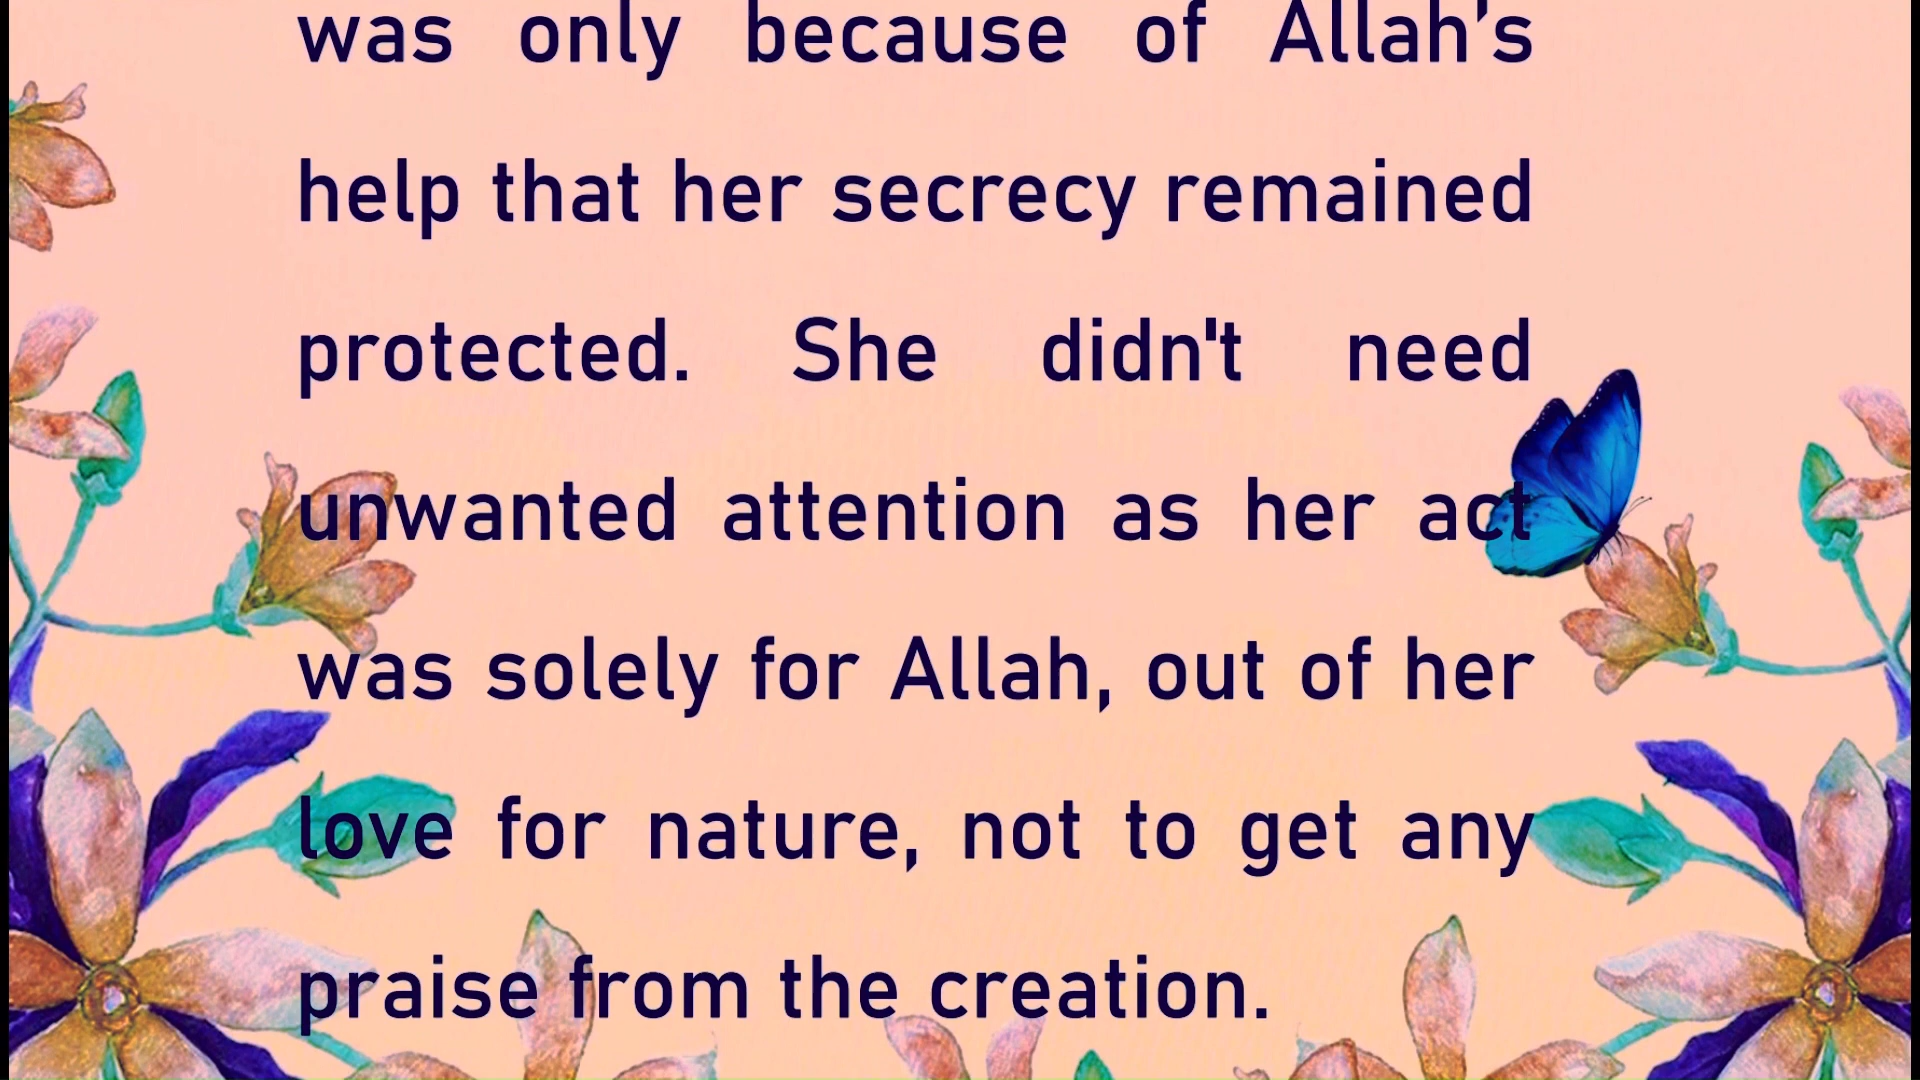 was only because of Allah's
help that her secrecy remained
protected. She didn't need
unwanted attention as her act
was solely for Allah, out of her
love for nature, not to get any
praise from the creation.